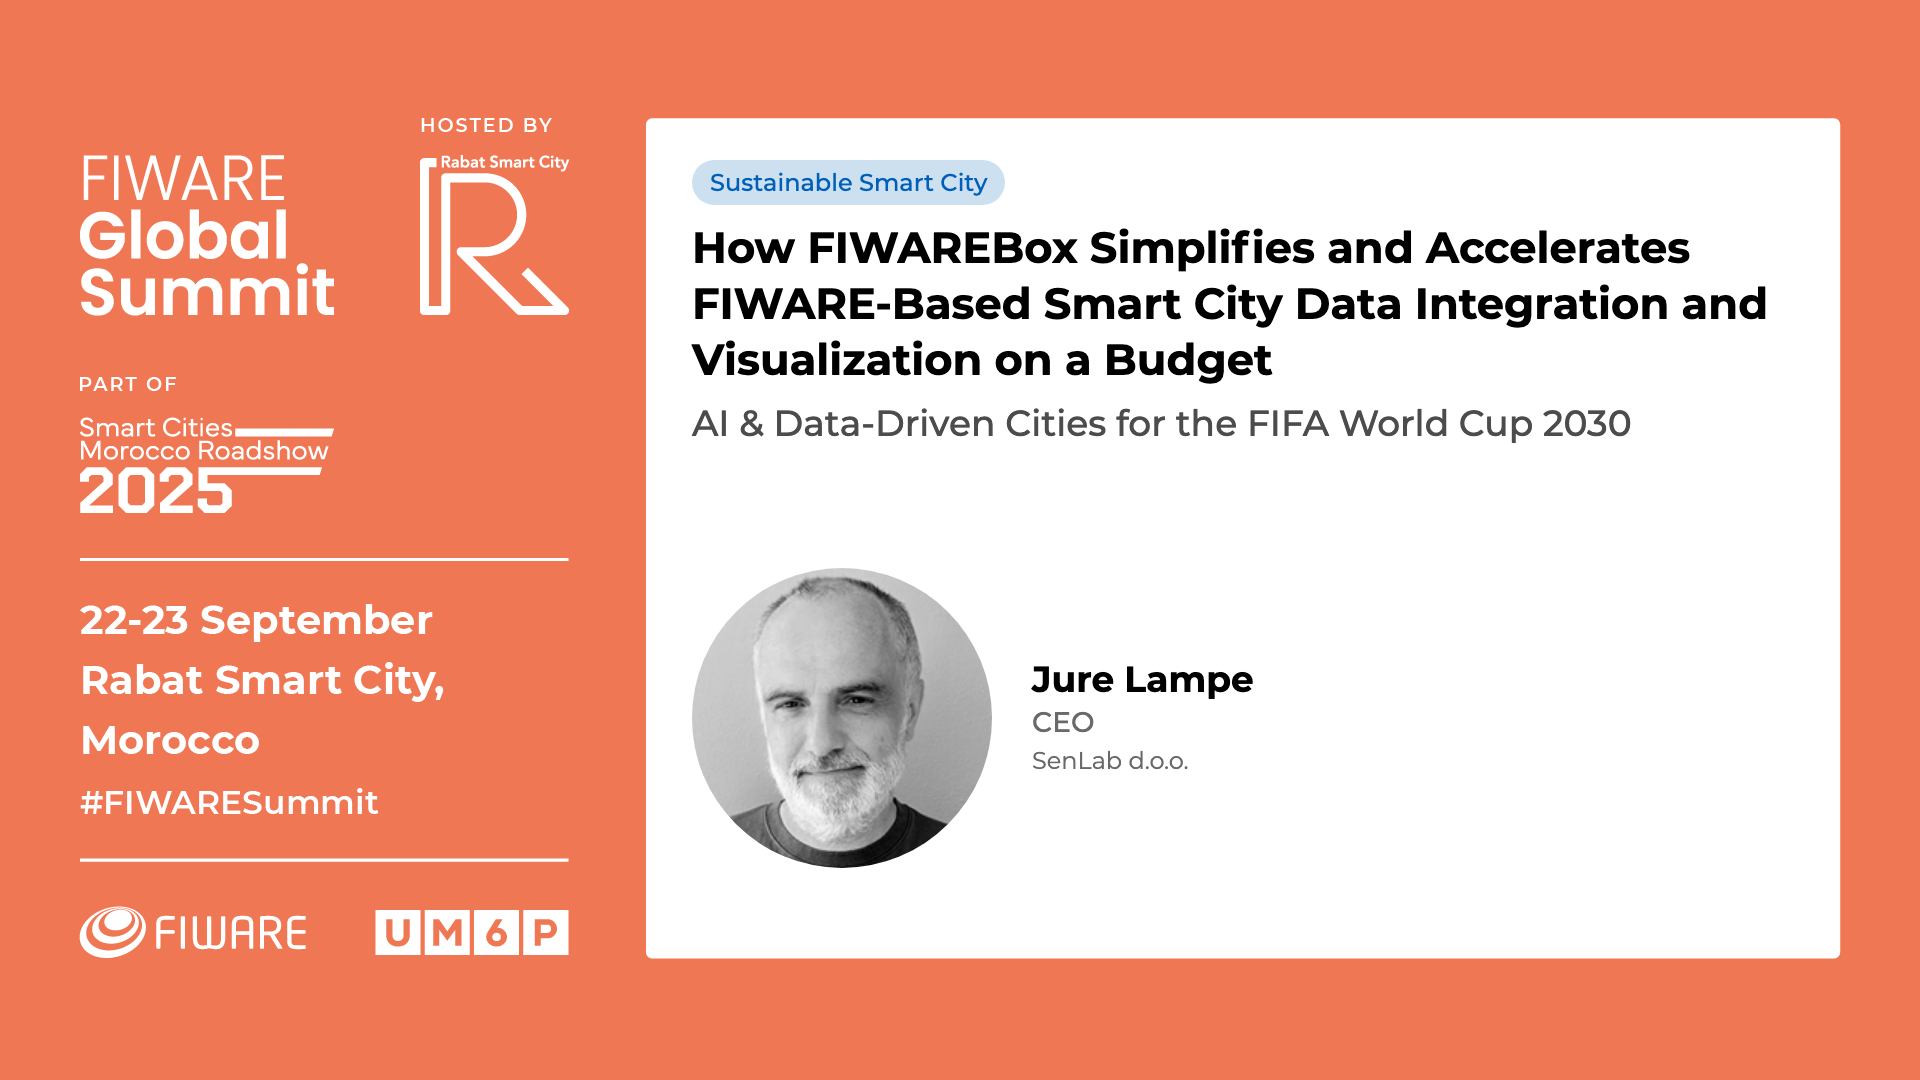 HOSTED BY
FIWARE
Global
Summit
Rabat Smart City
R
PART OF
Smart Cities
Morocco Roadshow
2025
22-23 September
Rabat Smart City,
Morocco
#FIWARESummit
FIWARE
UM6P
Sustainable Smart City
How FIWAREBox Simplifies and Accelerates
FIWARE-Based Smart City Data Integration and
Visualization on a Budget
AI & Data-Driven Cities for the FIFA World Cup 2030
Jure Lampe
CEO
SenLab d.o.o.